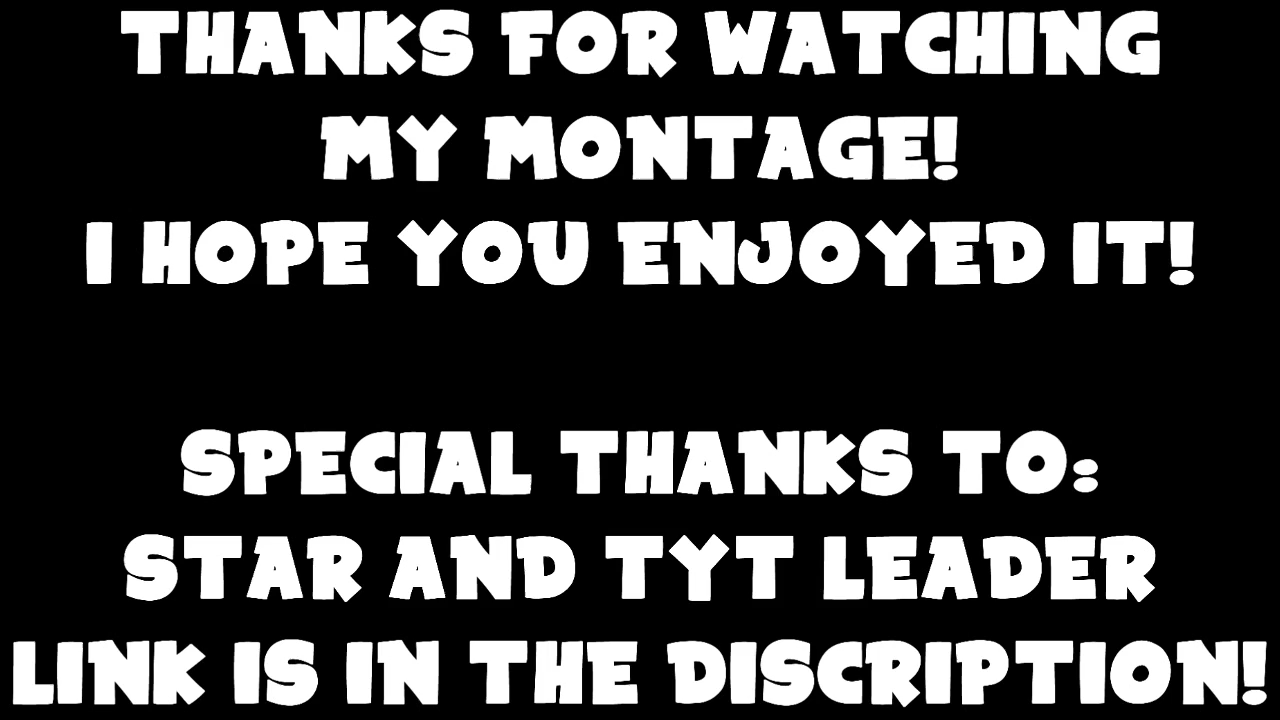 THANKS FOR WATCHING
MY MONTAGE!
I HOPE YOU ENJOYED IT!
SPECIAL THANKS TO:
STAR AND TYT LEADER
LINK IS IN THE DISCRIPTION!